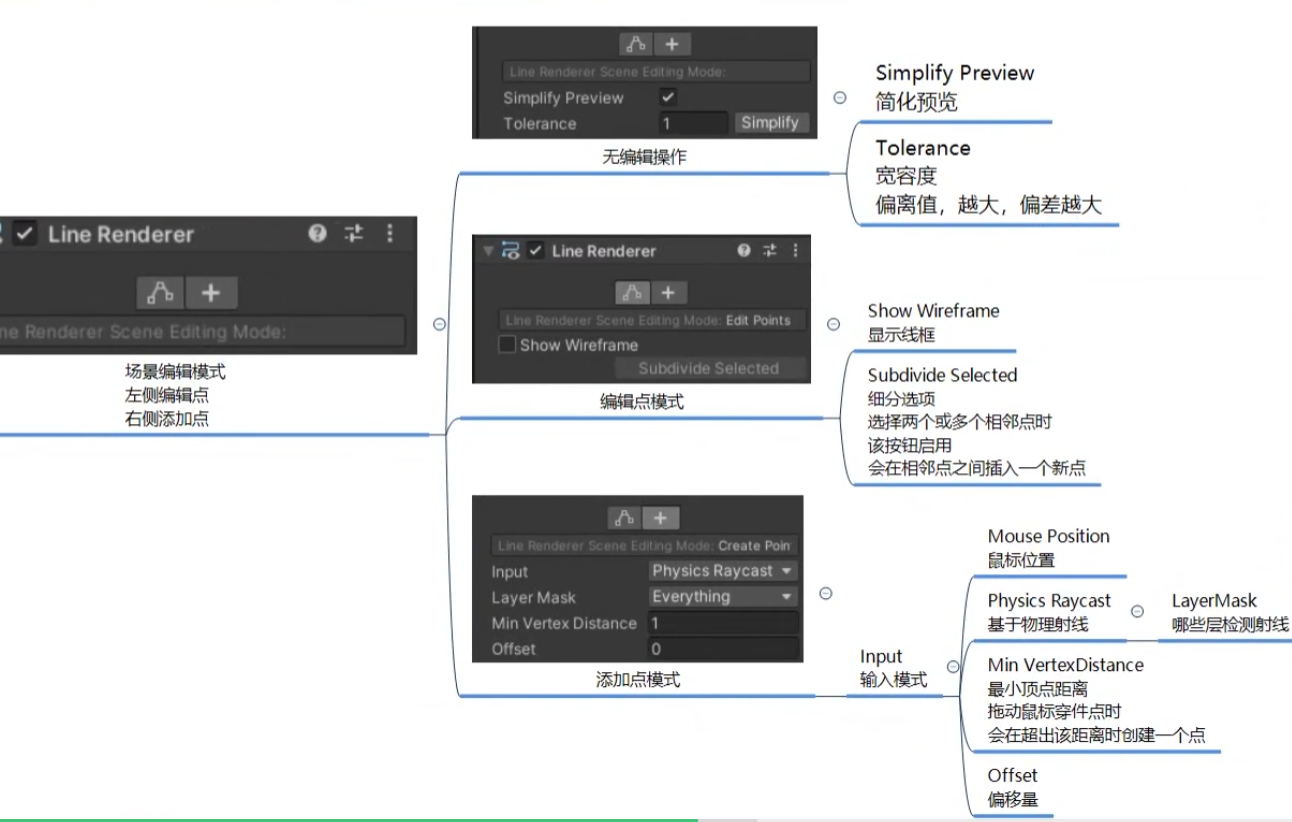 Line Renderer
ne Renderer Scene Editing Mode:
场景编辑模式
左侧编辑点
右侧添加点
Line Renderer Scene Editing Mode:
Simplify Preview
Tolerance 1 Simplify
无编辑操作
Simplify Preview
简化预览
Tolerance
宽容度
偏离值，越大，偏差越大
Line Renderer
Line Renderer Scene Editing Mode: Edit Points
Show Wireframe
Subdivide Selected
编辑点模式
Show Wireframe
显示线框
Subdivide Selected
细分选项
选择两个或多个相邻点时
该按钮启用
会在相邻点之间插入一个新点
Line Renderer Scene Editing Mode: Create Poin
Input Physics Raycast
Layer Mask Everything
Min Vertex Distance 1
Offset 0
添加点模式
Input
输入模式
Mouse Position
鼠标位置
Physics Raycast
基于物理射线
LayerMask
哪些层检测射线
Min VertexDistance
最小顶点距离
拖动鼠标穿件点时
会在超出该距离时创建一个点
Offset
偏移量